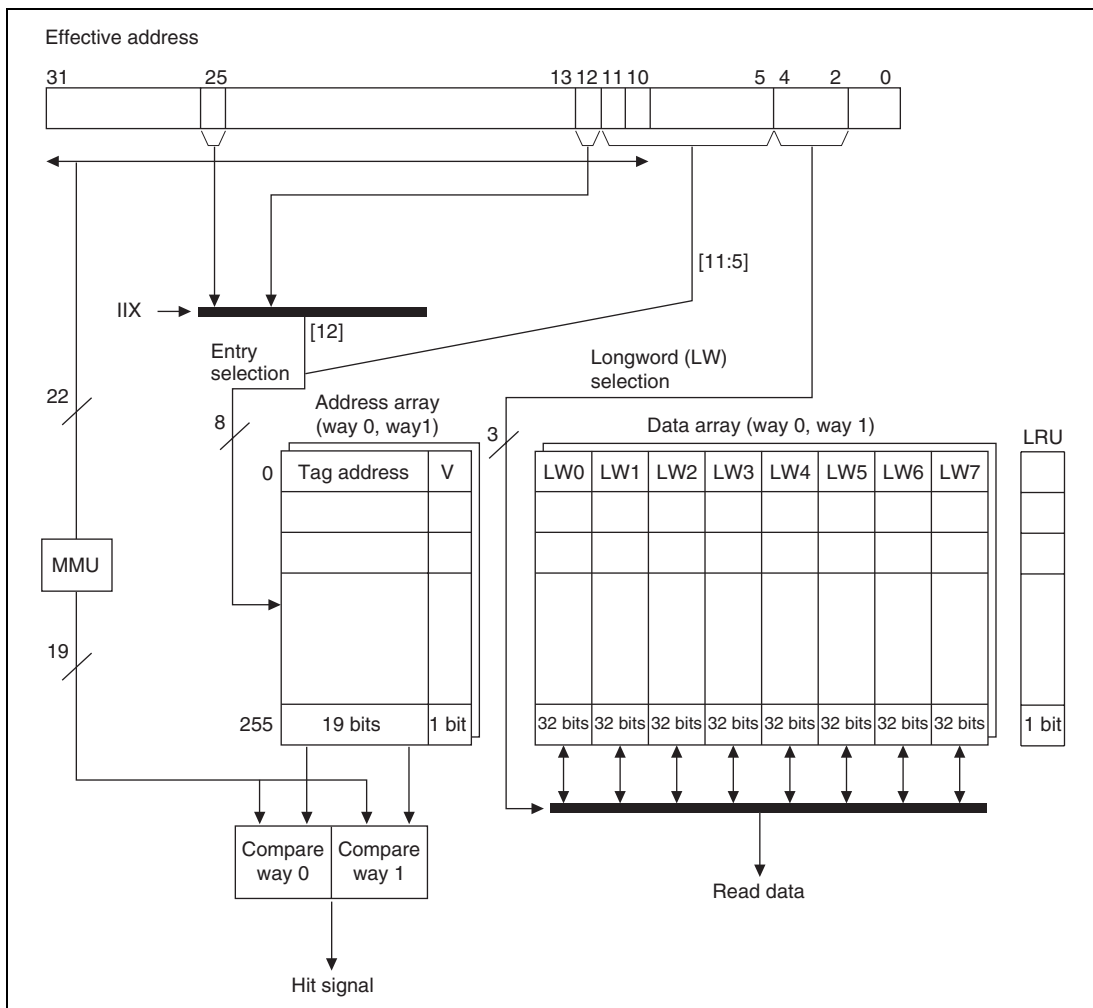 Effective address
31 25 13 12 11 10 5 4 2 0
[11:5]
IIX
[12]
Entry
selection
Longword (LW)
selection
22
8
Address array
(way 0, way1)
3
Data array (way 0, way 1)
LRU
0 Tag address V
LW0 LW1 LW2 LW3 LW4 LW5 LW6 LW7
MMU
19
255 19 bits 1 bit
32 bits 32 bits 32 bits 32 bits 32 bits 32 bits 32 bits 32 bits
1 bit
Compare
way 0
Compare
way 1
Read data
Hit signal